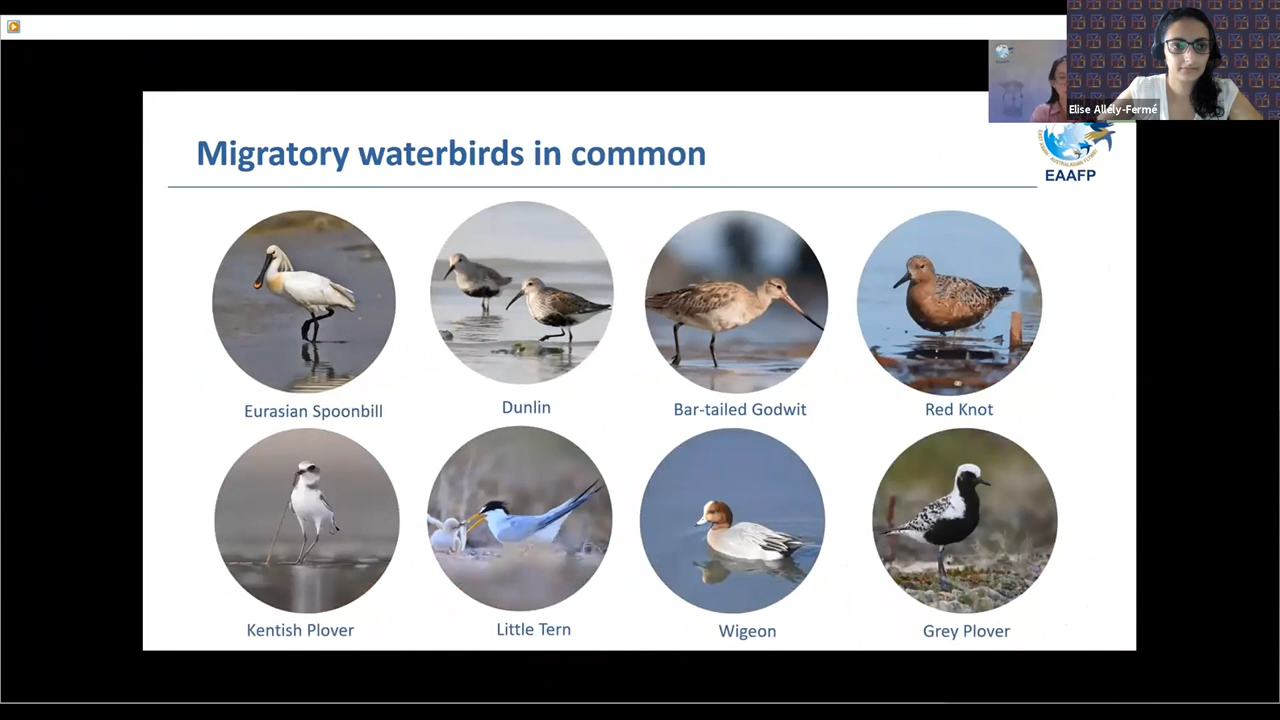 Elise Allély-Fermé
Migratory waterbirds in common
EAAFP
Eurasian Spoonbill
Dunlin
Bar-tailed Godwit
Red Knot
Kentish Plover
Little Tern
Wigeon
Grey Plover